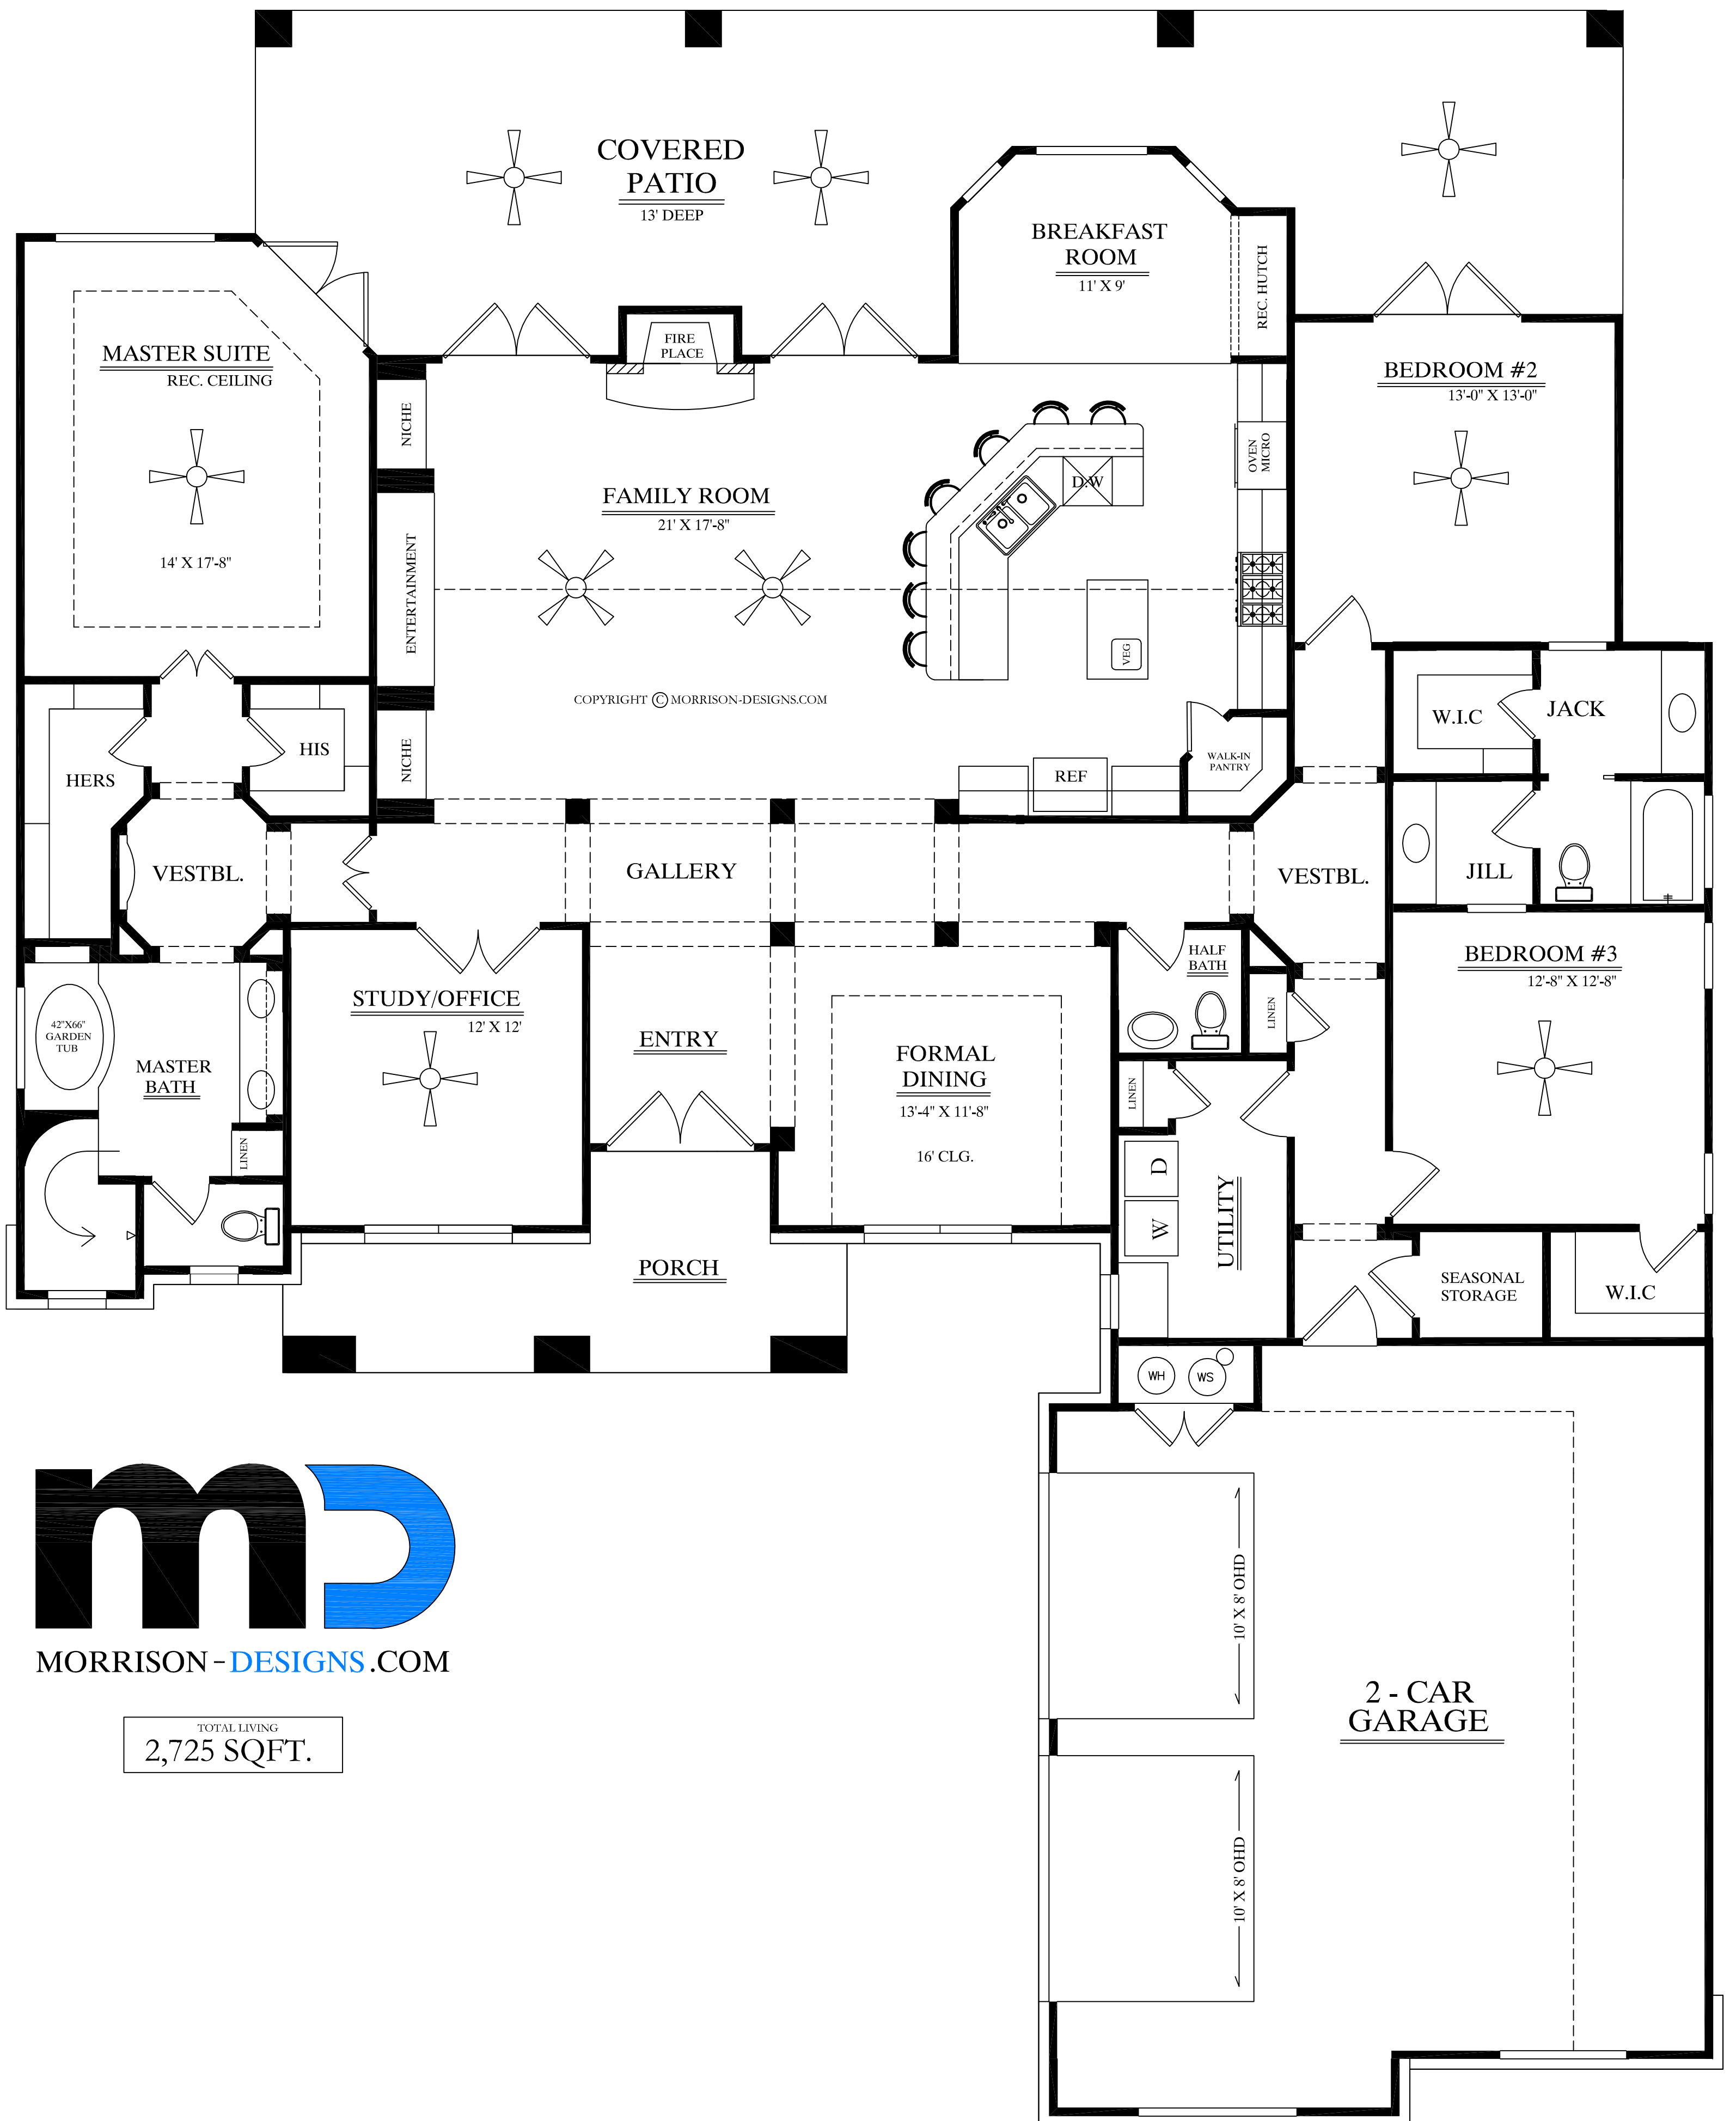 COVERED
PATIO
13' DEEP
BREAKFAST
ROOM
11' X 9'
REC. HUTCH
MASTER SUITE
REC. CEILING
14' X 17'-8"
FIRE
PLACE
BEDROOM #2
13'-0" X 13'-0"
NICHE
ENTERTAINMENT
NICHE
FAMILY ROOM
21' X 17'-8"
D.W
OVEN
MICRO
VEG
COPYRIGHT © MORRISON-DESIGNS.COM
HERS
HIS
REF
WALK-IN
PANTRY
W.I.C
JACK
VESTBL.
GALLERY
VESTBL.
JILL
STUDY/OFFICE
12' X 12'
ENTRY
FORMAL
DINING
13'-4" X 11'-8"
16' CLG.
HALF
BATH
LINEN
BEDROOM #3
12'-8" X 12'-8"
42"X66"
GARDEN
TUB
MASTER
BATH
LINEN
LINEN
D
W
UTILITY
PORCH
SEASONAL
STORAGE
W.I.C
WH
WS
10' X 8' OHD
10' X 8' OHD
2 - CAR
GARAGE
mD
MORRISON-DESIGNS.COM
TOTAL LIVING
2,725 SQFT.